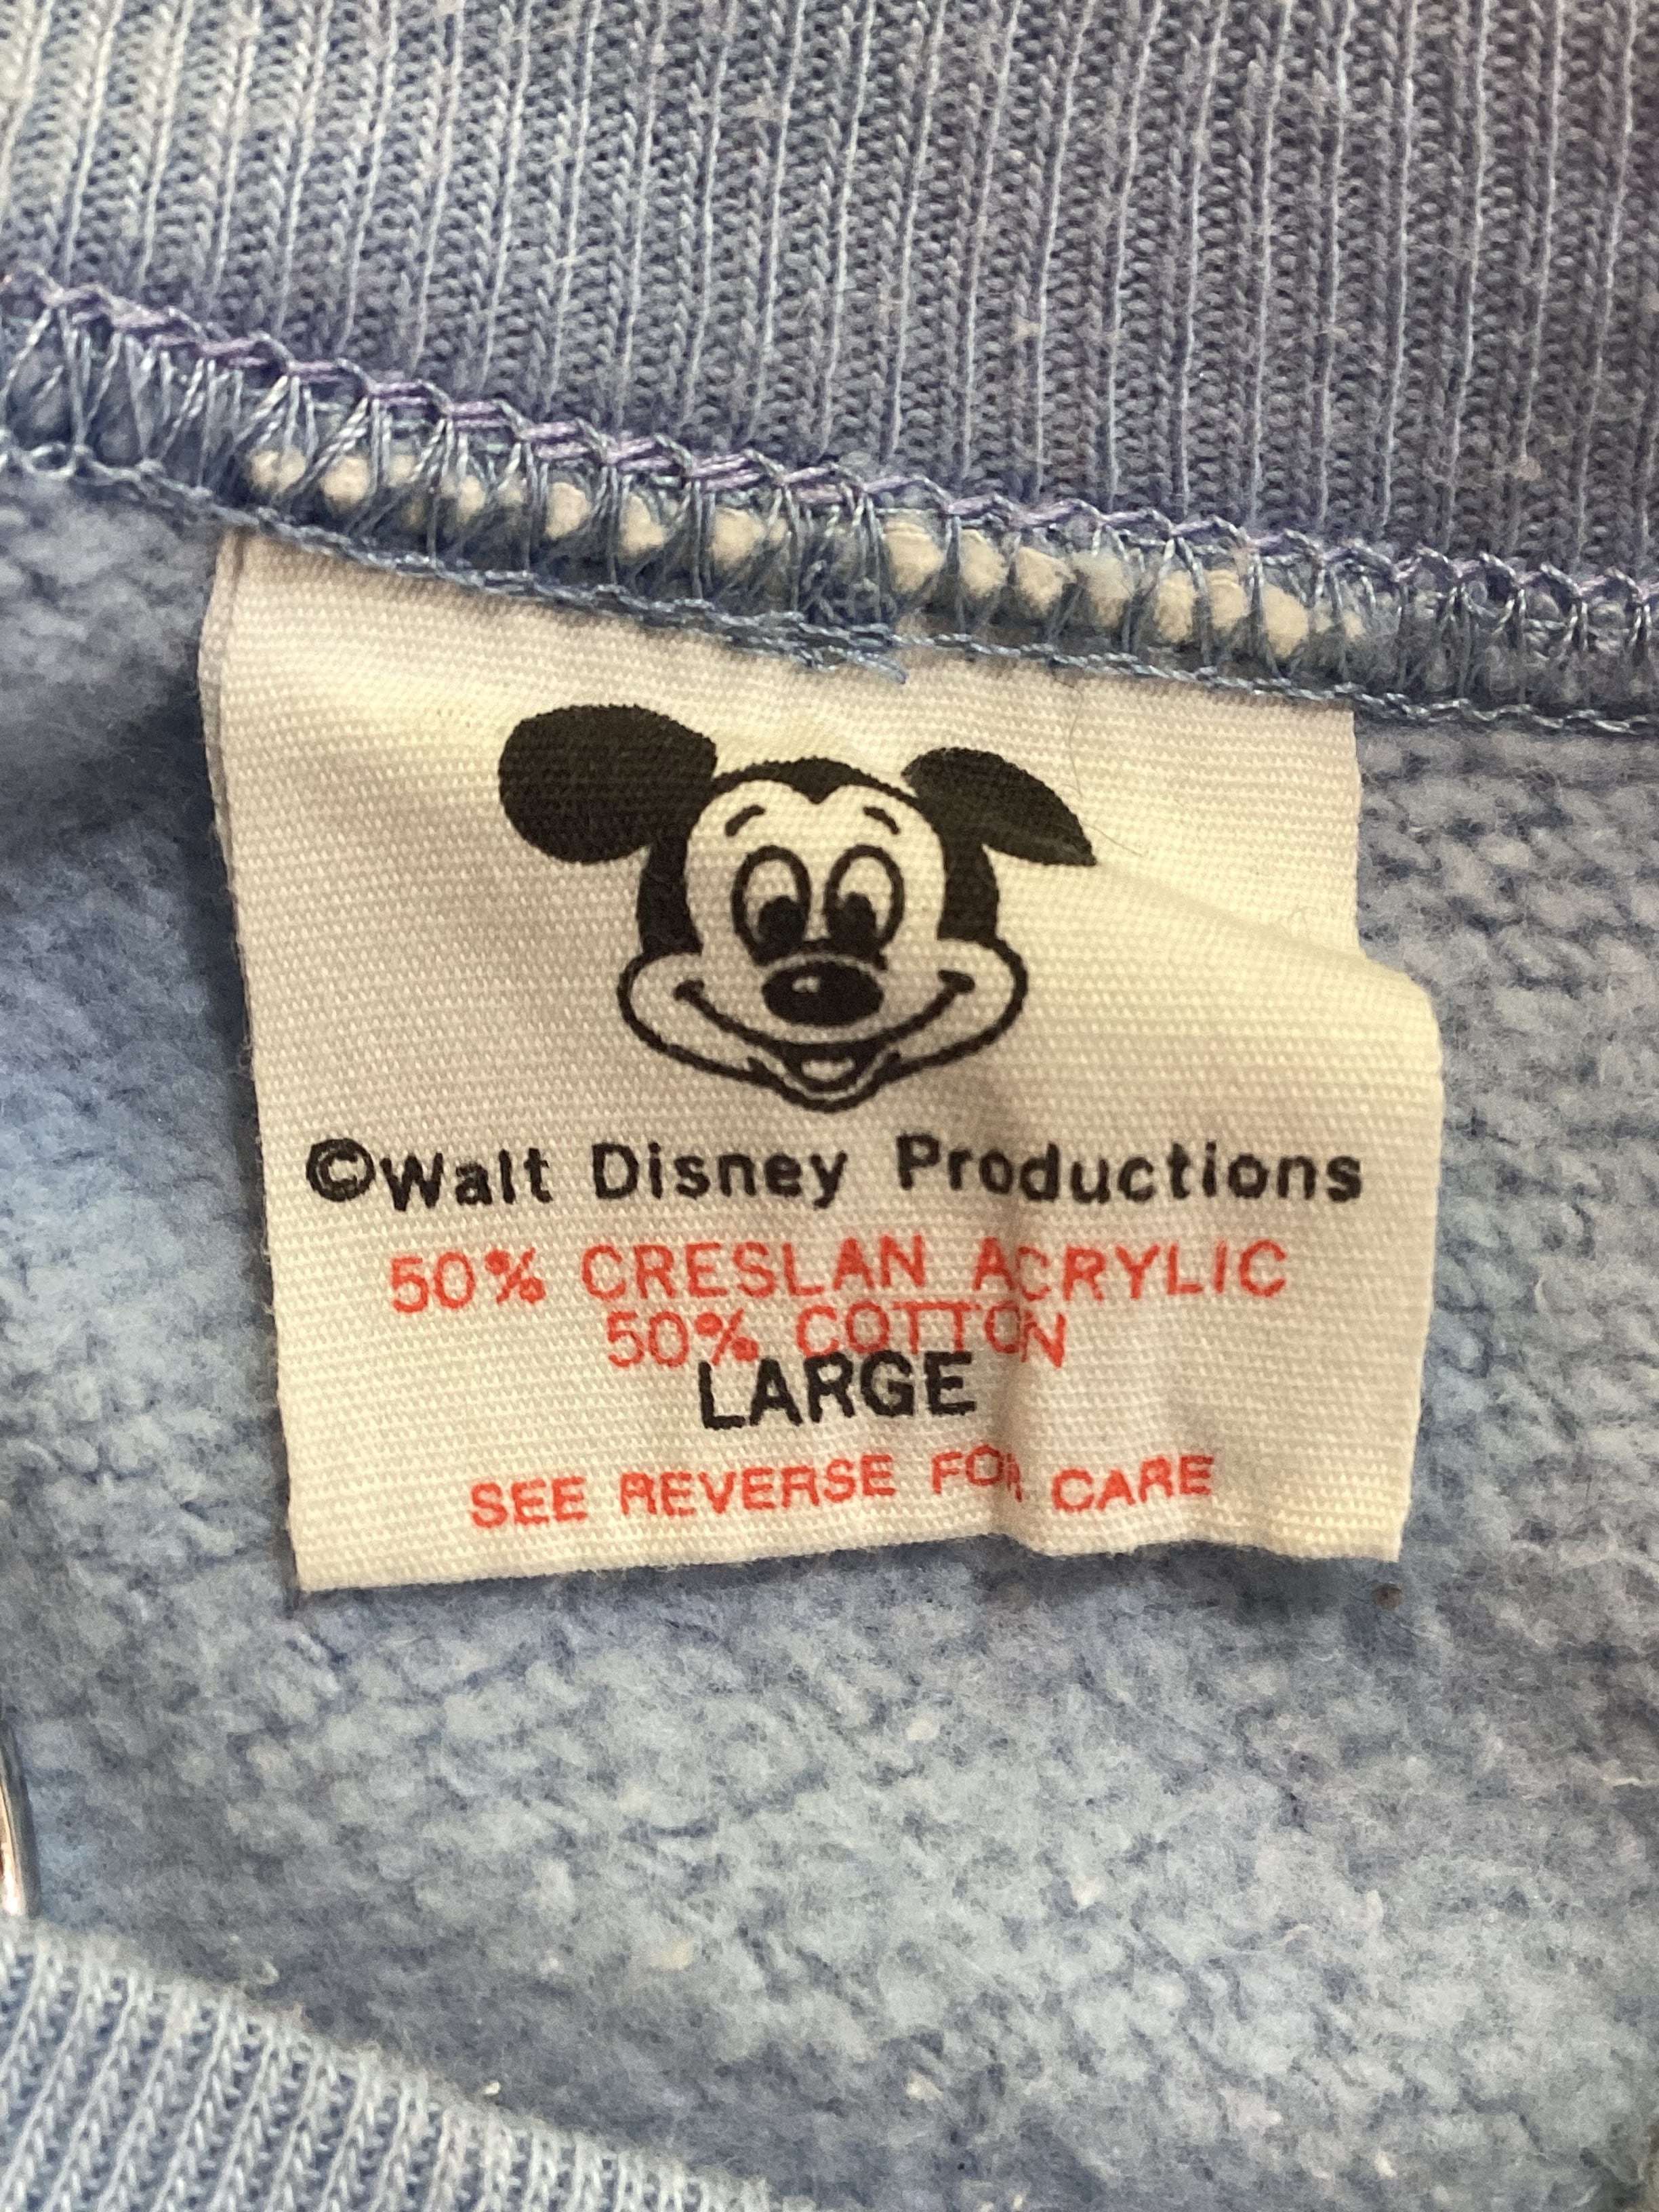 ©Walt Disney Productions
50% CRESLAN ACRYLIC
50% COTTON
LARGE
SEE REVERSE FOR CARE